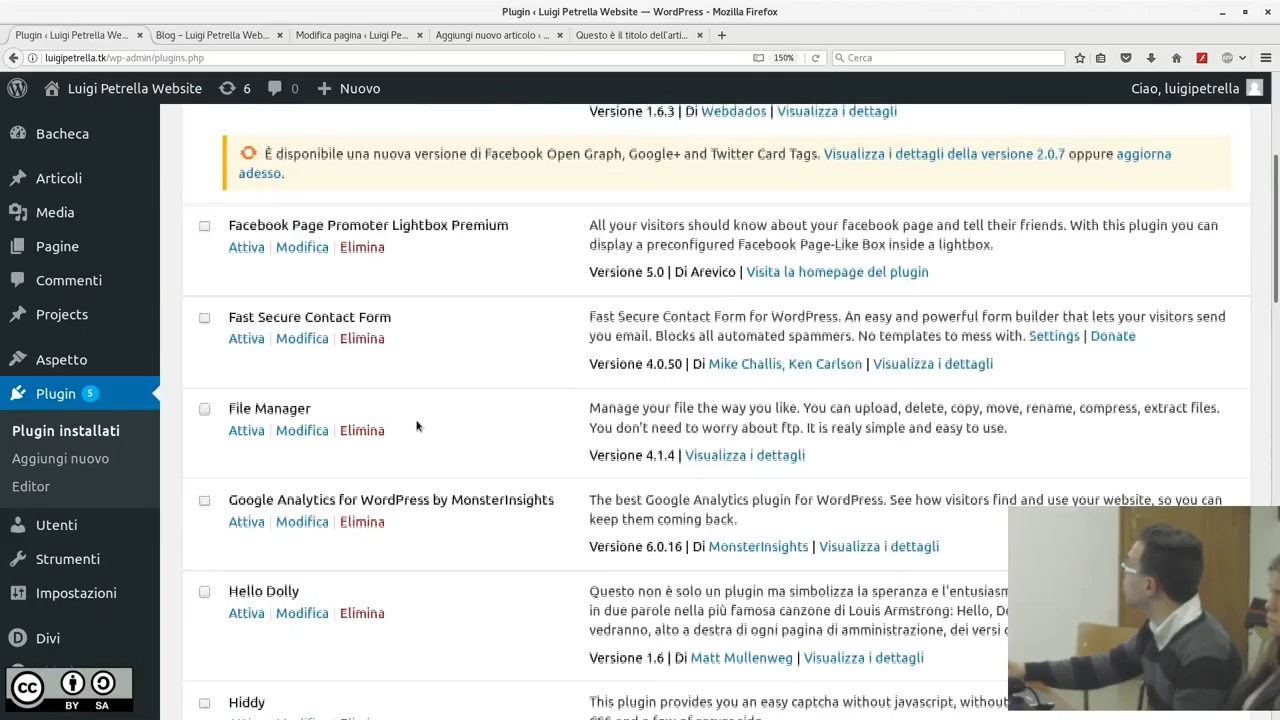 Plugin ‹ Luigi Petrella Website — WordPress - Mozilla Firefox
Plugin ‹ Luigi Petrella We...
Blog – Luigi Petrella Web...
Modifica pagina ‹ Luigi Pe...
Aggiungi nuovo articolo ‹ ...
Questo è il titolo dell'arti...
luigipetrella.tk/wp-admin/plugins.php
150%
Cerca
Luigi Petrella Website
6
0
Nuovo
Ciao, luigipetrella
Bacheca
Articoli
Media
Pagine
Commenti
Projects
Aspetto
Plugin 5
Plugin installati
Aggiungi nuovo
Editor
Utenti
Strumenti
Impostazioni
Divi
Versione 1.6.3 | Di Webdados | Visualizza i dettagli
È disponibile una nuova versione di Facebook Open Graph, Google+ and Twitter Card Tags. Visualizza i dettagli della versione 2.0.7 oppure aggiorna
adesso.
Facebook Page Promoter Lightbox Premium
Attiva | Modifica | Elimina
All your visitors should know about your facebook page and tell their friends. With this plugin you can
display a preconfigured Facebook Page-Like Box inside a lightbox.
Versione 5.0 | Di Arevico | Visita la homepage del plugin
Fast Secure Contact Form
Attiva | Modifica | Elimina
Fast Secure Contact Form for WordPress. An easy and powerful form builder that lets your visitors send
you email. Blocks all automated spammers. No templates to mess with. Settings | Donate
Versione 4.0.50 | Di Mike Challis, Ken Carlson | Visualizza i dettagli
File Manager
Attiva | Modifica | Elimina
Manage your file the way you like. You can upload, delete, copy, move, rename, compress, extract files.
You don't need to worry about ftp. It is realy simple and easy to use.
Versione 4.1.4 | Visualizza i dettagli
Google Analytics for WordPress by MonsterInsights
Attiva | Modifica | Elimina
The best Google Analytics plugin for WordPress. See how visitors find and use your website, so you can
keep them coming back.
Versione 6.0.16 | Di MonsterInsights | Visualizza i dettagli
Hello Dolly
Attiva | Modifica | Elimina
Questo non è solo un plugin ma simbolizza la speranza e l'entusiasm
in due parole nella più famosa canzone di Louis Armstrong: Hello, D
vedranno, alto a destra di ogni pagina di amministrazione, dei versi d
Versione 1.6 | Di Matt Mullenweg | Visualizza i dettagli
Hiddy
This plugin provides you an easy captcha without javascript, without
cc
BY SA